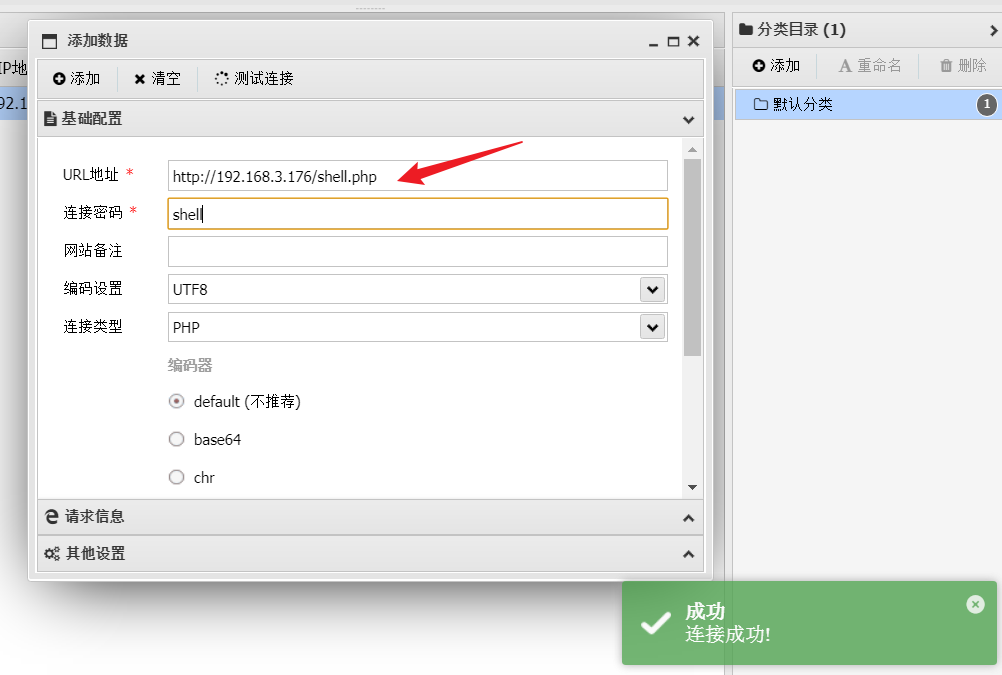 添加数据
添加 清空 测试连接
基础配置
URL地址 * http://192.168.3.176/shell.php
连接密码 * shell
网站备注
编码设置 UTF8
连接类型 PHP
编码器
default (不推荐)
base64
chr
请求信息
其他设置
IP地
92.1
分类目录 (1)
添加 重命名 删除
默认分类 1
成功
连接成功!